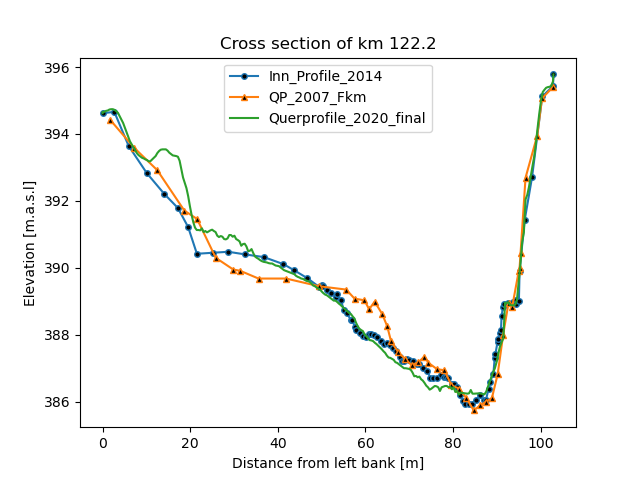 Cross section of km 122.2
Inn_Profile_2014
QP_2007_Fkm
Querprofile_2020_final
Elevation [m.a.s.l]
396
394
392
390
388
386
0 20 40 60 80 100
Distance from left bank [m]